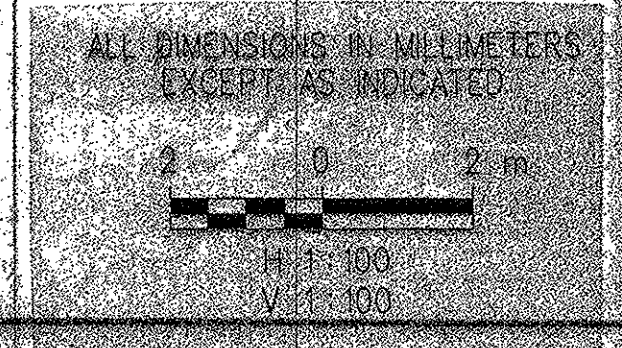 ALL DIMENSIONS IN MILLIMETERS
EXCEPT AS INDICATED
2 0 2 m
H 1 : 100
V 1 : 100